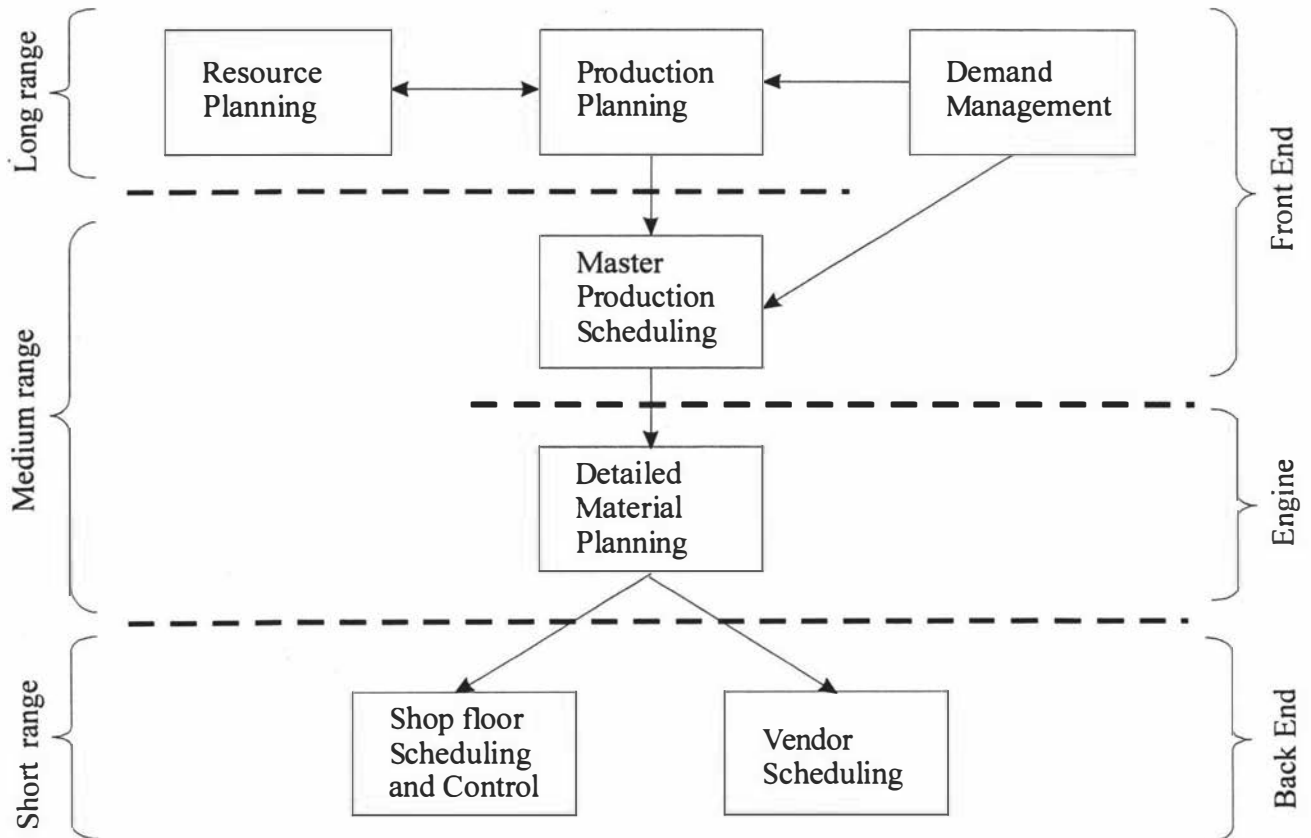 Long range
Resource
Planning
Production
Planning
Demand
Management
Front End
Medium range
Master
Production
Scheduling
Detailed
Material
Planning
Engine
Short range
Shop floor
Scheduling
and Control
Vendor
Scheduling
Back End